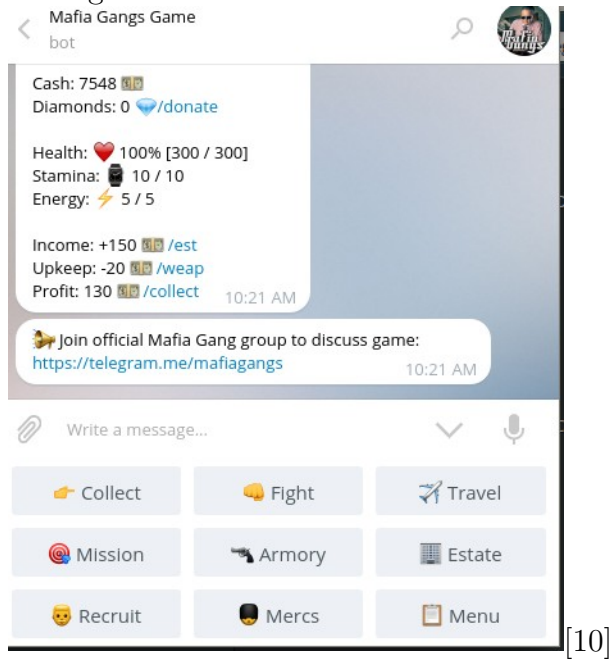 Mafia Gangs Game
bot
Mafia
Gangs
Cash: 7548 💵
Diamonds: 0 💎/donate
Health: ❤️ 100% [300 / 300]
Stamina: ⌚ 10 / 10
Energy: ⚡ 5 / 5
Income: +150 💵 /est
Upkeep: -20 💵 /weap
Profit: 130 💵 /collect 10:21 AM
📣 Join official Mafia Gang group to discuss game:
https://telegram.me/mafiagangs 10:21 AM
Write a message...
👉 Collect 👊 Fight ✈️ Travel
🎯 Mission 🔫 Armory 🏢 Estate
👨 Recruit 💂 Mercs 📋 Menu
[10]